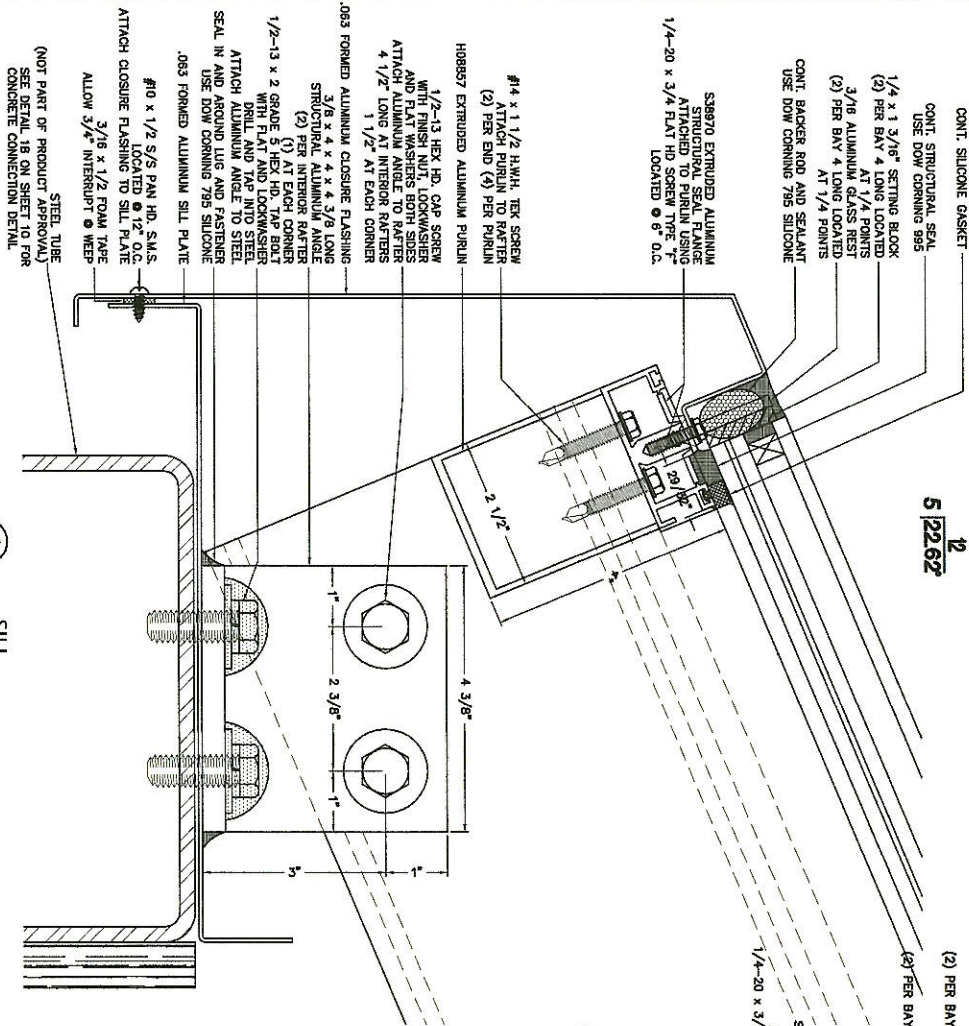 CONT. SILICONE GASKET
CONT. STRUCTURAL SEAL
USE DOW CORNING 995
1/4 x 1 3/16" SETTING BLOCK
(2) PER BAY 4 LONG LOCATED
AT 1/4 POINTS
3/16 ALUMINUM GLASS REST
(2) PER BAY 4 LONG LOCATED
AT 1/4 POINTS
CONT. BACKER ROD AND SEALANT
USE DOW CORNING 795 SILICONE
S38970 EXTRUDED ALUMINUM
STRUCTURAL SEAL FLANGE
ATTACHED TO PURLIN USING
1/4-20 x 3/4 FLAT HD SCREW TYPE "F"
LOCATED @ 6" O.C.
#14 x 1 1/2 H.W.H. TEK SCREW
ATTACH PURLIN TO RAFTER
(2) PER END (4) PER PURLIN
H08857 EXTRUDED ALUMINUM PURLIN
1/2-13 HEX HD. CAP SCREW
WITH FINISH NUT, LOCKWASHER
AND FLAT WASHERS BOTH SIDES
ATTACH ALUMINUM ANGLE TO RAFTER
4 1/2" LONG AT INTERIOR RAFTERS
1 1/2" AT EACH CORNER
.063 FORMED ALUMINUM CLOSURE FLASHING
3/8 x 4 x 4 x 4 3/8 LONG
STRUCTURAL ALUMINUM ANGLE
(2) PER INTERIOR RAFTER
(1) AT EACH CORNER
1/2-13 x 2 GRADE 5 HEX HD. TAP BOLT
WITH FLAT AND LOCKWASHER
DRILL AND TAP INTO STEEL
ATTACH ALUMINUM ANGLE TO STEEL
SEAL IN AND AROUND LUG AND FASTENER
USE DOW CORNING 795 SILICONE
.063 FORMED ALUMINUM SILL PLATE
#10 x 1/2 S/S PAN HD. S.M.S.
LOCATED @ 12" O.C.
ATTACH CLOSURE FLASHING TO SILL PLATE
3/16 x 1/2 FOAM TAPE
ALLOW 3/4" INTERRUPT @ WEEP
STEEL TUBE
(NOT PART OF PRODUCT APPROVAL)
SEE DETAIL 18 ON SHEET 10 FOR
CONCRETE CONNECTION DETAIL
12
5 22.62°
2 1/2"
4 3/8"
1"
2 3/8"
1"
3"
1"
(2) PER BAY
(2) PER BAY
1/4-20 x 3/
SILL